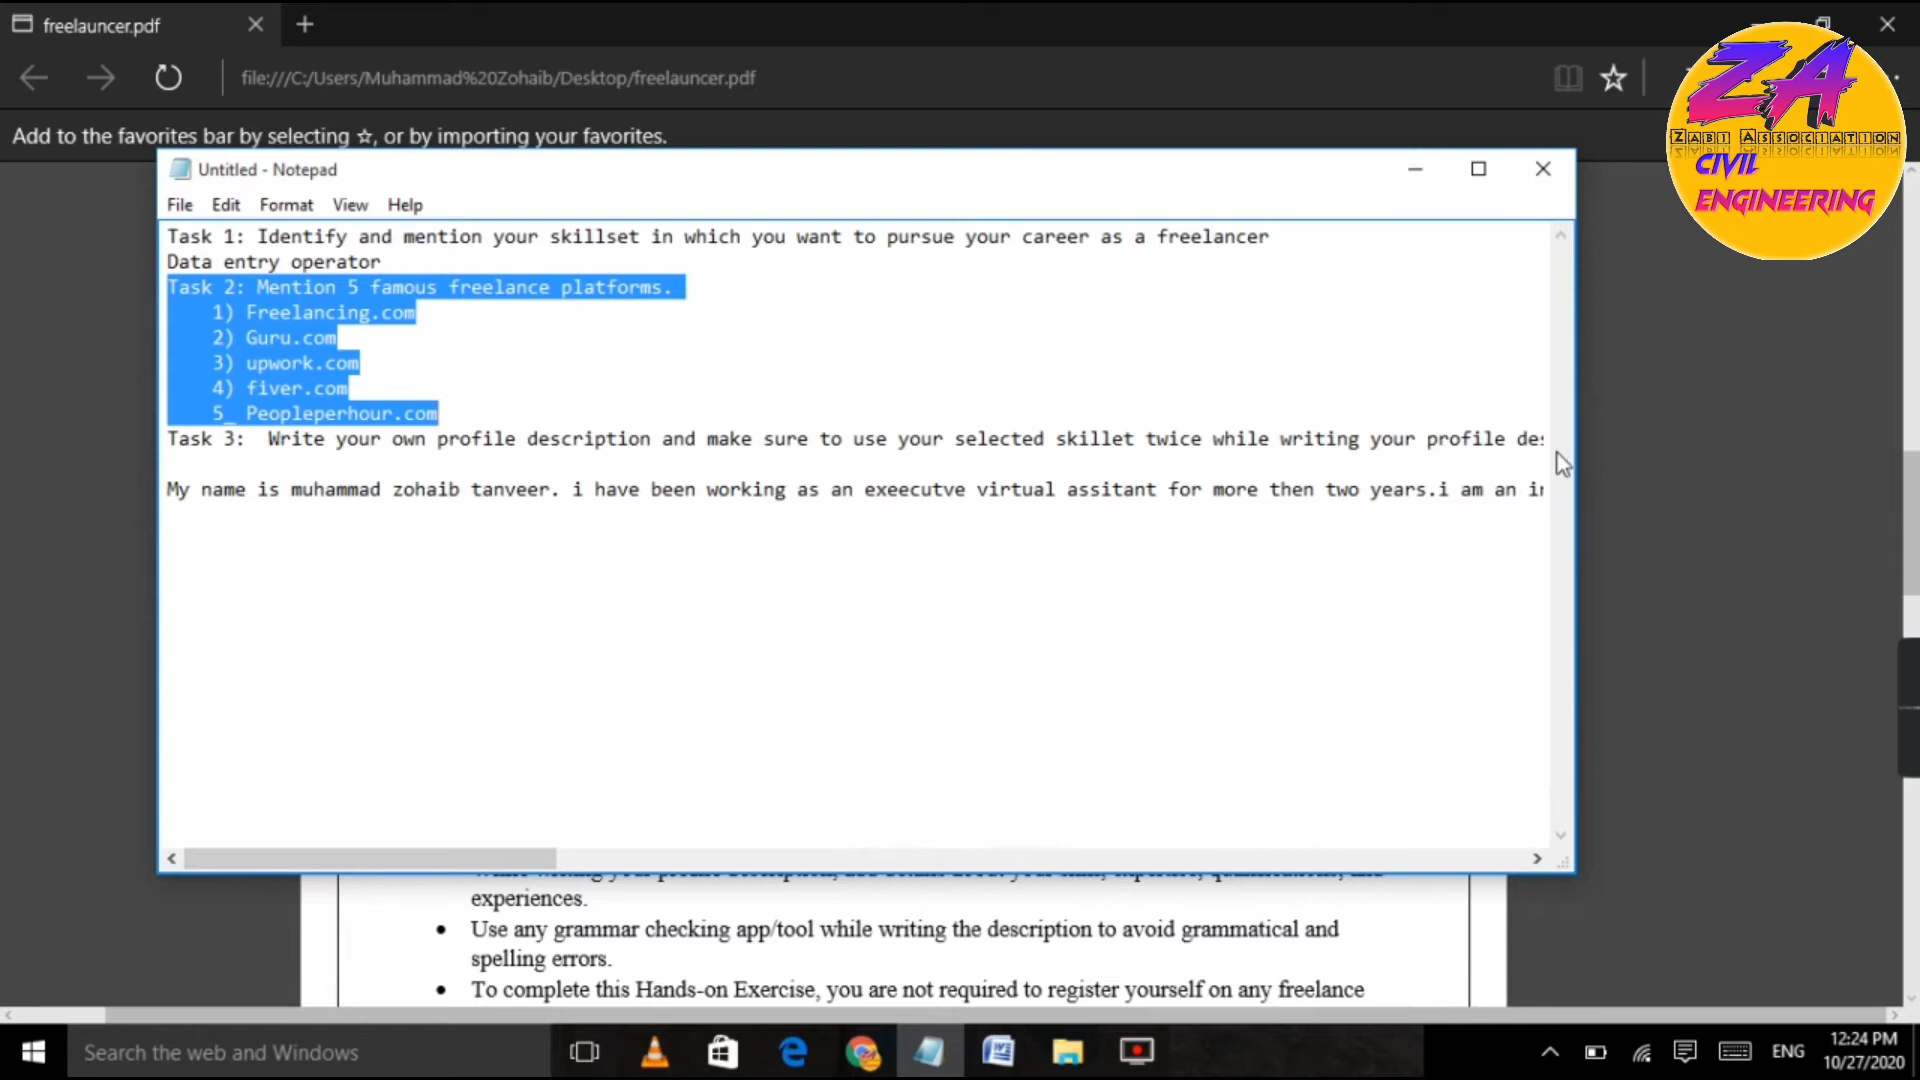 freelauncer.pdf
file:///C:/Users/Muhammad%20Zohaib/Desktop/freelauncer.pdf
Add to the favorites bar by selecting ☆, or by importing your favorites.
ZA
ZABI ASSOCIATION
CIVIL
ENGINEERING
Untitled - Notepad
File Edit Format View Help
Task 1: Identify and mention your skillset in which you want to pursue your career as a freelancer
Data entry operator
Task 2: Mention 5 famous freelance platforms.
1) Freelancing.com
2) Guru.com
3) upwork.com
4) fiver.com
5_ Peopleperhour.com
Task 3:  Write your own profile description and make sure to use your selected skillet twice while writing your profile des
My name is muhammad zohaib tanveer. i have been working as an exeecutve virtual assitant for more then two years.i am an in
experiences.
• Use any grammar checking app/tool while writing the description to avoid grammatical and
spelling errors.
• To complete this Hands-on Exercise, you are not required to register yourself on any freelance
Search the web and Windows
ENG
12:24 PM
10/27/2020